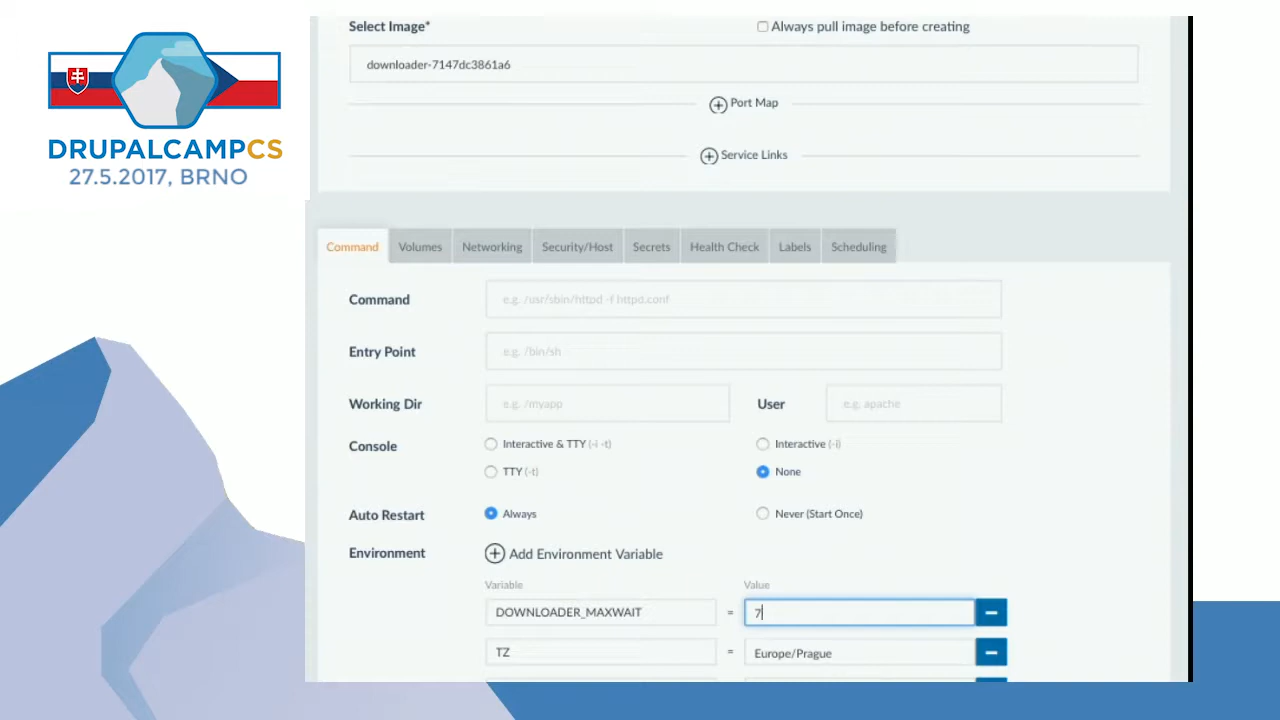 DRUPALCAMPCS
27.5.2017, BRNO
Select Image*
Always pull image before creating
downloader-7147dc3861a6
Port Map
Service Links
Command Volumes Networking Security/Host Secrets Health Check Labels Scheduling
Command
e.g. /usr/sbin/httpd -f httpd.conf
Entry Point
e.g. /bin/sh
Working Dir
e.g. /myapp
User
e.g. apache
Console
Interactive & TTY (-i -t)
Interactive (-i)
TTY (-t)
None
Auto Restart
Always
Never (Start Once)
Environment
Add Environment Variable
Variable
Value
DOWNLOADER_MAXWAIT
=
7
TZ
=
Europe/Prague